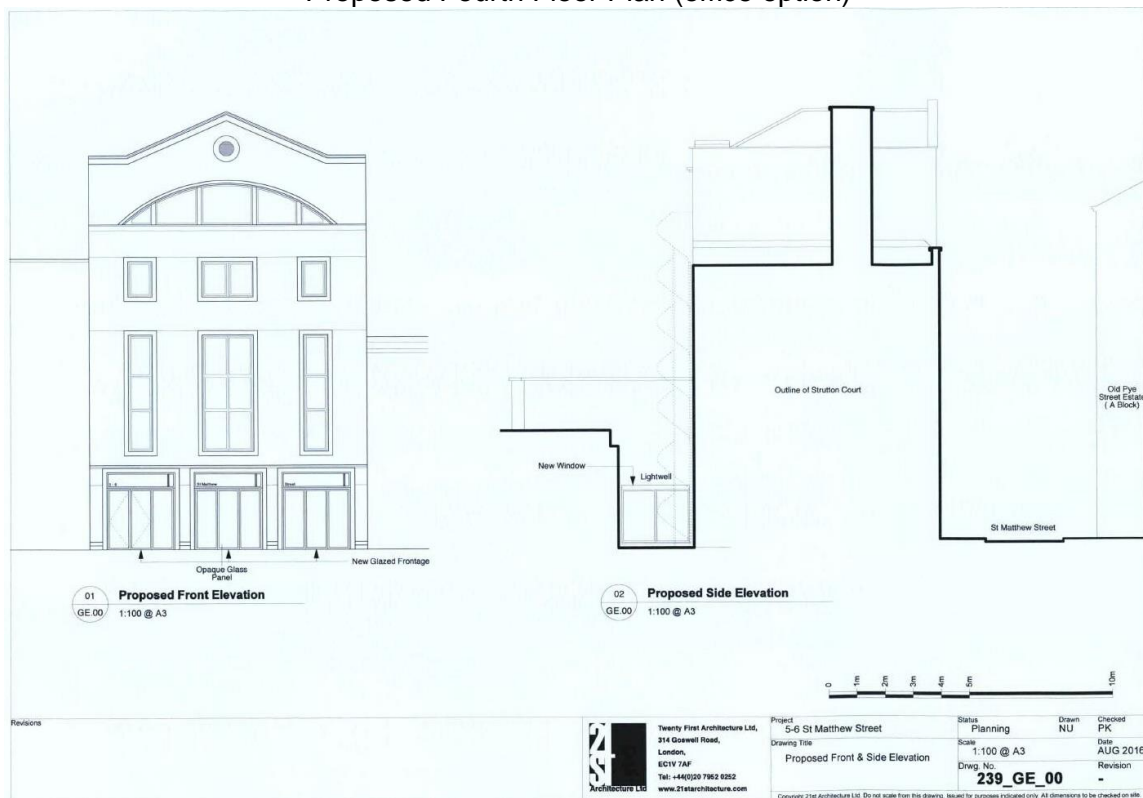 Proposed Fourth Floor Plan (office option)
St Matthew
Street
New Window
Lightwell
Outline of Strutton Court
Old Pye
Street Estate
( A Block)
St Matthew Street
New Glazed Frontage
Opaque Glass
Panel
01
GE.00
Proposed Front Elevation
1:100 @ A3
02
GE.00
Proposed Side Elevation
1:100 @ A3
0
1m
2m
3m
4m
5m
10m
Revisions
21st
Architecture Ltd
Twenty First Architecture Ltd,
314 Goswell Road,
London,
EC1V 7AF
Tel: +44(0)20 7952 0252
www.21starchitecture.com
Project
5-6 St Matthew Street
Drawing Title
Proposed Front & Side Elevation
Status
Planning
Drawn
NU
Checked
PK
Scale
1:100 @ A3
Date
AUG 2016
Drwg. No.
239_GE_00
Revision
-
Copyright 21st Architecture Ltd. Do not scale from this drawing. Issued for purposes indicated only. All dimensions to be checked on site